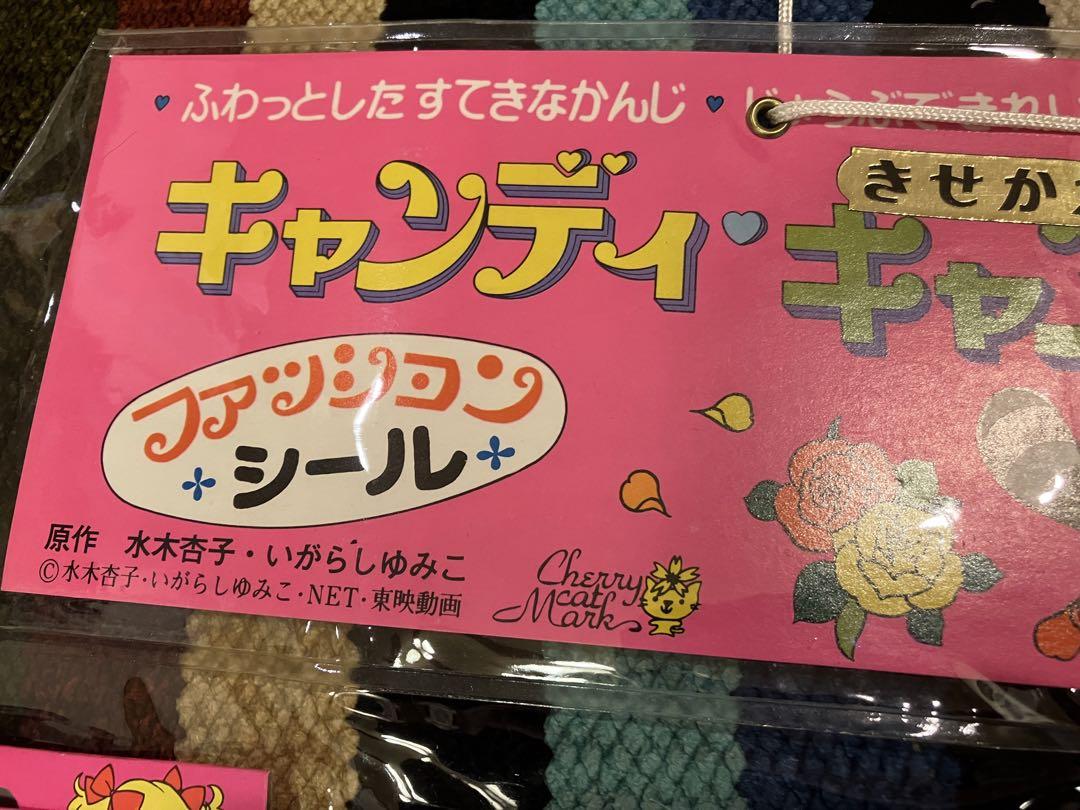 ふわっとしたすてきなかんじ
キャンディ
ファッション
シール
原作 水木杏子・いがらしゆみこ
©水木杏子・いがらしゆみこ・NET・東映動画
Cherry
cat
Mark
きせか
キャ